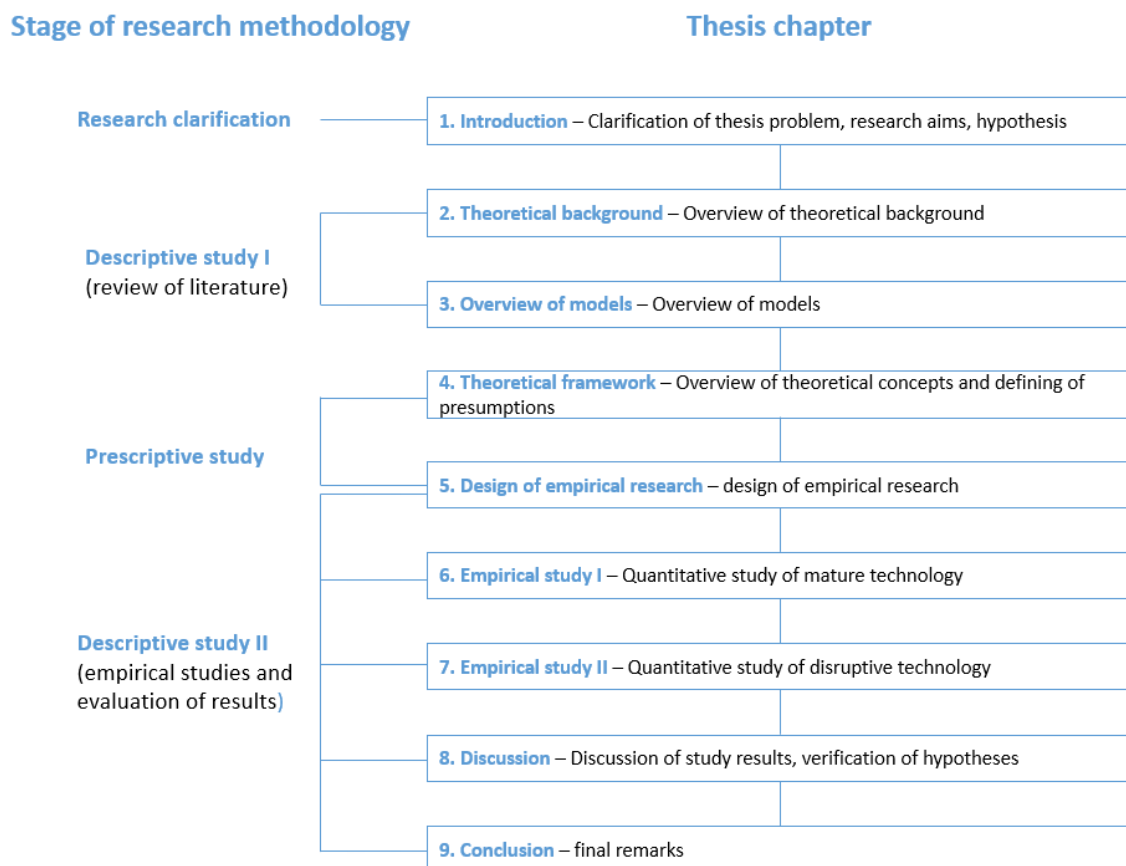 Stage of research methodology
Thesis chapter
Research clarification
1. Introduction – Clarification of thesis problem, research aims, hypothesis
2. Theoretical background – Overview of theoretical background
Descriptive study I
(review of literature)
3. Overview of models – Overview of models
4. Theoretical framework – Overview of theoretical concepts and defining of
presumptions
Prescriptive study
5. Design of empirical research – design of empirical research
6. Empirical study I – Quantitative study of mature technology
Descriptive study II
(empirical studies and
evaluation of results)
7. Empirical study II – Quantitative study of disruptive technology
8. Discussion – Discussion of study results, verification of hypotheses
9. Conclusion – final remarks